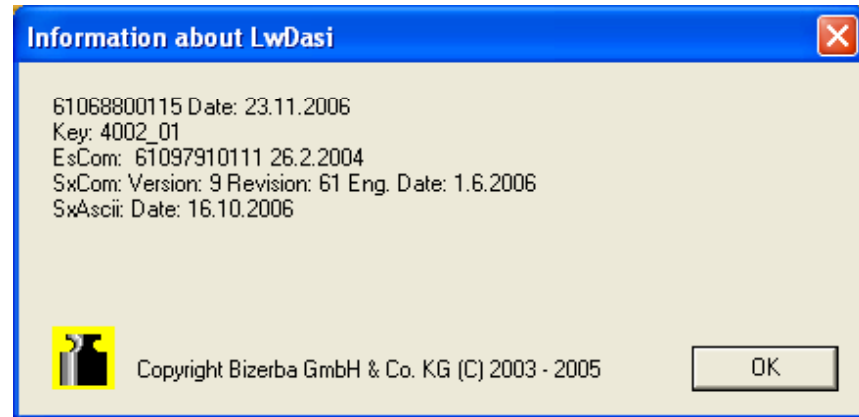 Information about LwDasi
61068800115 Date: 23.11.2006
Key: 4002_01
EsCom:  61097910111 26.2.2004
SxCom: Version: 9 Revision: 61 Eng. Date: 1.6.2006
SxAscii: Date: 16.10.2006
Copyright Bizerba GmbH & Co. KG (C) 2003 - 2005
OK